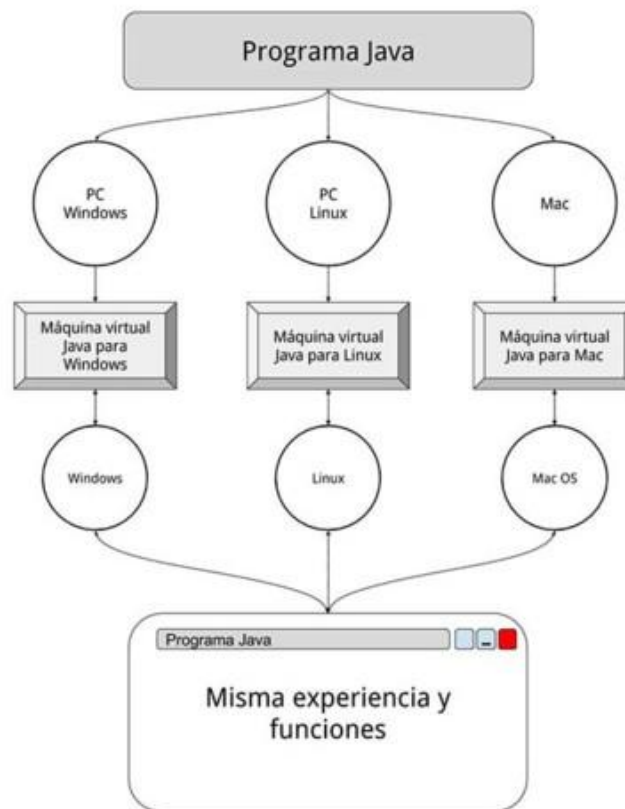 Programa Java
PC
Windows
PC
Linux
Mac
Máquina virtual
Java para
Windows
Máquina virtual
Java para Linux
Máquina virtual
Java para Mac
Windows
Linux
Mac OS
Programa Java
Misma experiencia y
funciones